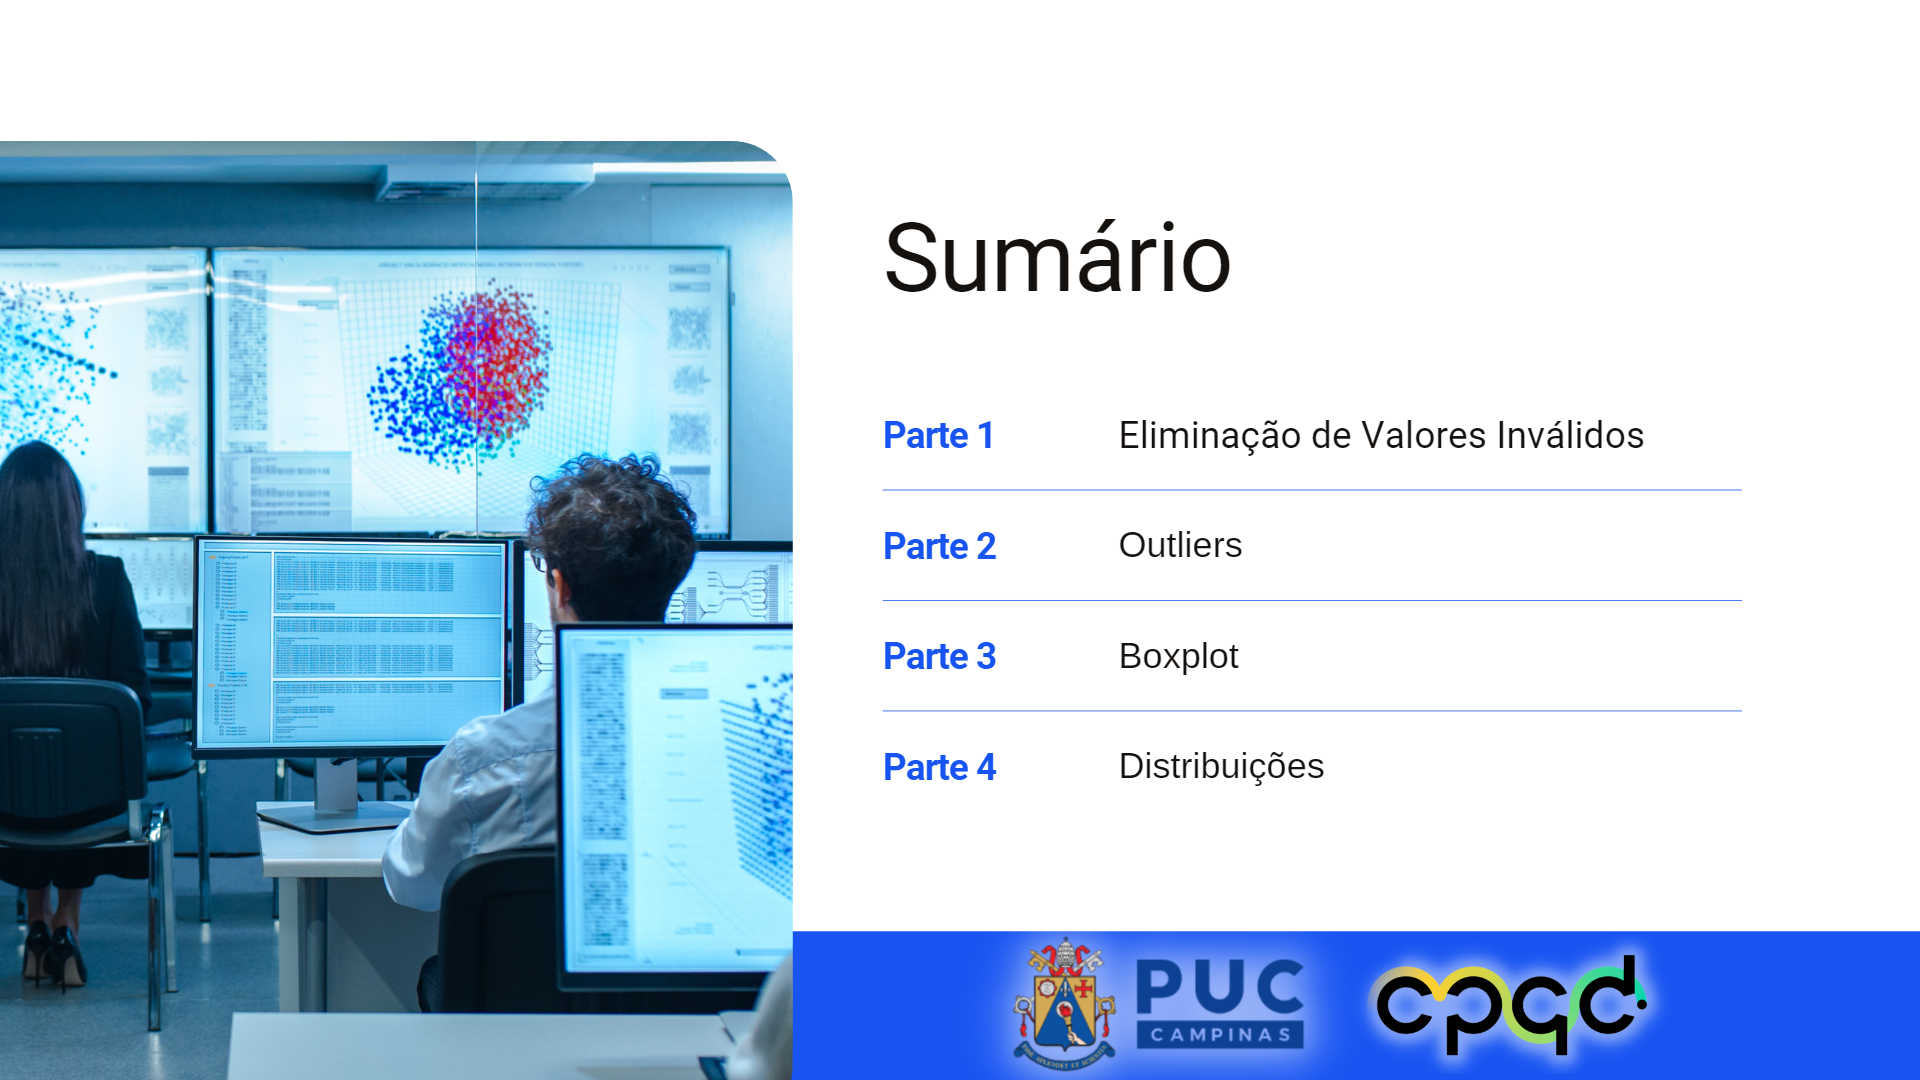 Sumário
Parte 1 Eliminação de Valores Inválidos
Parte 2 Outliers
Parte 3 Boxplot
Parte 4 Distribuições
PUC
CAMPINAS
cpqd